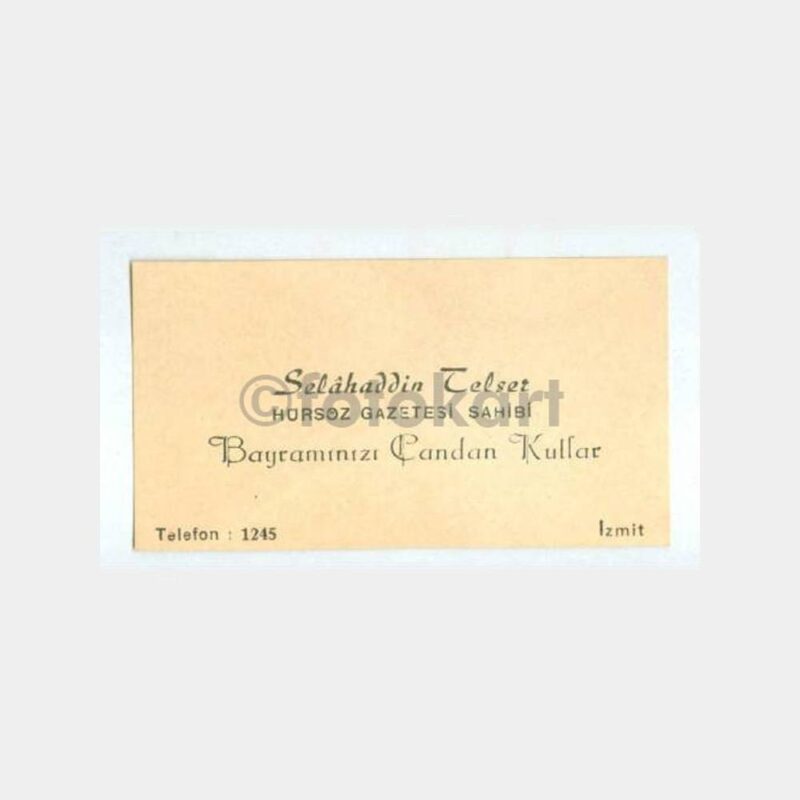 Selâhaddin Telser
©fotokart
HÜRSÖZ GAZETESİ SAHİBİ
Bayramınızı Candan Kutlar
Telefon : 1245
İzmit